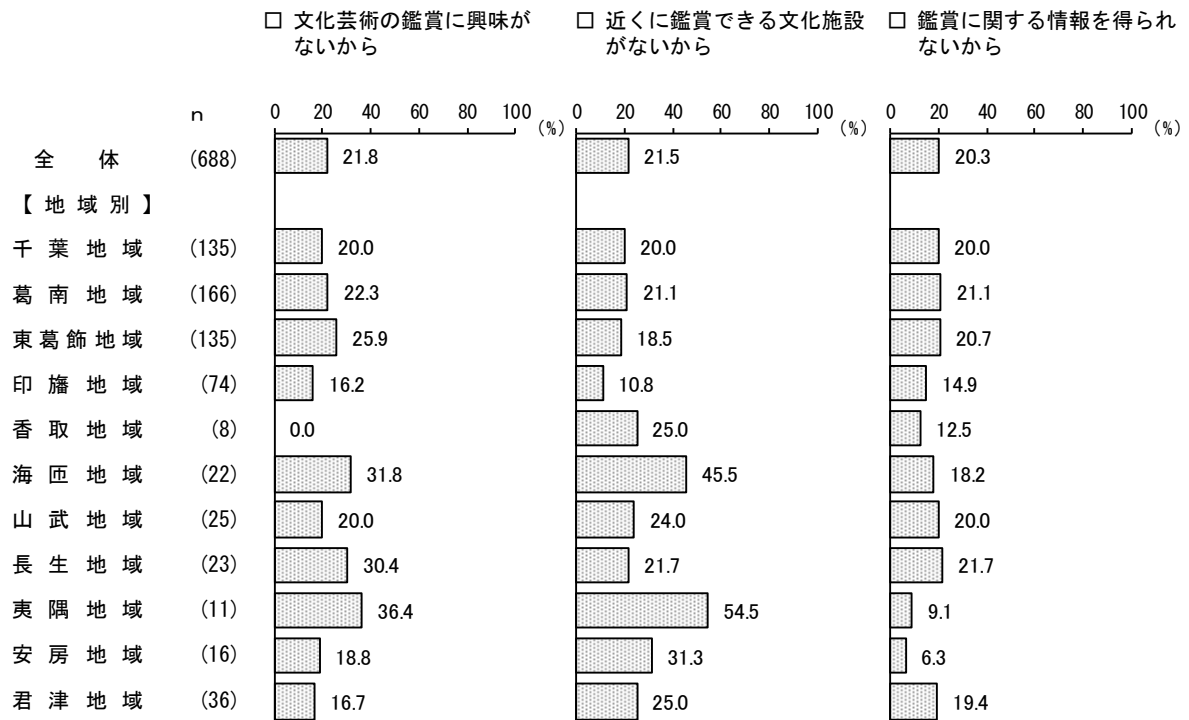 □ 文化芸術の鑑賞に興味が
ないから
□ 近くに鑑賞できる文化施設
がないから
□ 鑑賞に関する情報を得られ
ないから
n 0 20 40 60 80 100 (%) 0 20 40 60 80 100 (%) 0 20 40 60 80 100 (%)
全体 (688) 21.8 21.5 20.3
【地域別】
千葉地域 (135) 20.0 20.0 20.0
葛南地域 (166) 22.3 21.1 21.1
東葛飾地域 (135) 25.9 18.5 20.7
印旛地域 (74) 16.2 10.8 14.9
香取地域 (8) 0.0 25.0 12.5
海匝地域 (22) 31.8 45.5 18.2
山武地域 (25) 20.0 24.0 20.0
長生地域 (23) 30.4 21.7 21.7
夷隅地域 (11) 36.4 54.5 9.1
安房地域 (16) 18.8 31.3 6.3
君津地域 (36) 16.7 25.0 19.4